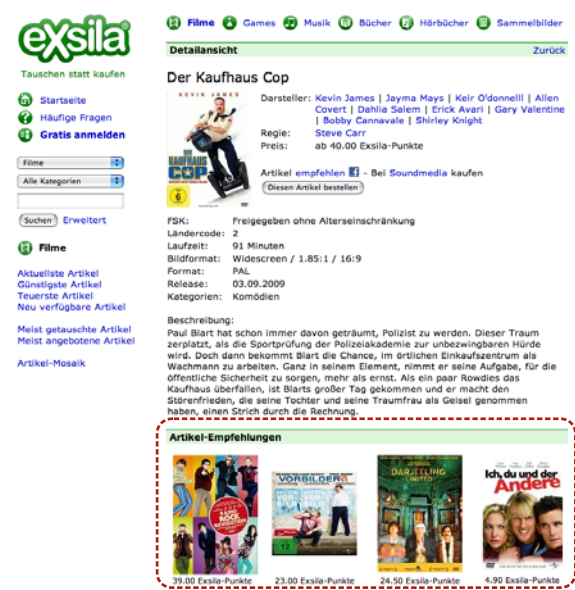 exsila
Tauschen statt kaufen
Startseite
Häufige Fragen
Gratis anmelden
Filme
Alle Kategorien
Suchen Erweitert
Filme
Aktuellste Artikel
Günstigste Artikel
Teuerste Artikel
Neu verfügbare Artikel
Meist getauschte Artikel
Meist angebotene Artikel
Artikel-Mosaik
Filme Games Musik Bücher Hörbücher Sammelbilder
Detailansicht Zurück
Der Kaufhaus Cop
KEVIN JAMES
DER KAUFHAUS COP
6
Darsteller: Kevin James | Jayma Mays | Keir O'donnelll | Allen
Covert | Dahlia Salem | Erick Avari | Gary Valentine
| Bobby Cannavale | Shirley Knight
Regie: Steve Carr
Preis: ab 40.00 Exsila-Punkte
Artikel empfehlen - Bei Soundmedia kaufen
Diesen Artikel bestellen
FSK: Freigegeben ohne Alterseinschränkung
Ländercode: 2
Laufzeit: 91 Minuten
Bildformat: Widescreen / 1.85:1 / 16:9
Format: PAL
Release: 03.09.2009
Kategorien: Komödien
Beschreibung:
Paul Blart hat schon immer davon geträumt, Polizist zu werden. Dieser Traum
zerplatzt, als die Sportprüfung der Polizeiakademie zur unbezwingbaren Hürde
wird. Doch dann bekommt Blart die Chance, im örtlichen Einkaufszentrum als
Wachmann zu arbeiten. Ganz in seinem Element, nimmt er seine Aufgabe, für die
öffentliche Sicherheit zu sorgen, mehr als ernst. Als ein paar Rowdies das
Kaufhaus überfallen, ist Blarts großer Tag gekommen und er macht den
Störenfrieden, die seine Tochter und seine Traumfrau als Geisel genommen
haben, einen Strich durch die Rechnung.
Artikel-Empfehlungen
RADIO ROCK REVOLUTION
VORBILDER
12
DARJEELING
LIMITED
Ich, du und der
Andere
39.00 Exsila-Punkte 23.00 Exsila-Punkte 24.50 Exsila-Punkte 4.90 Exsila-Punkte